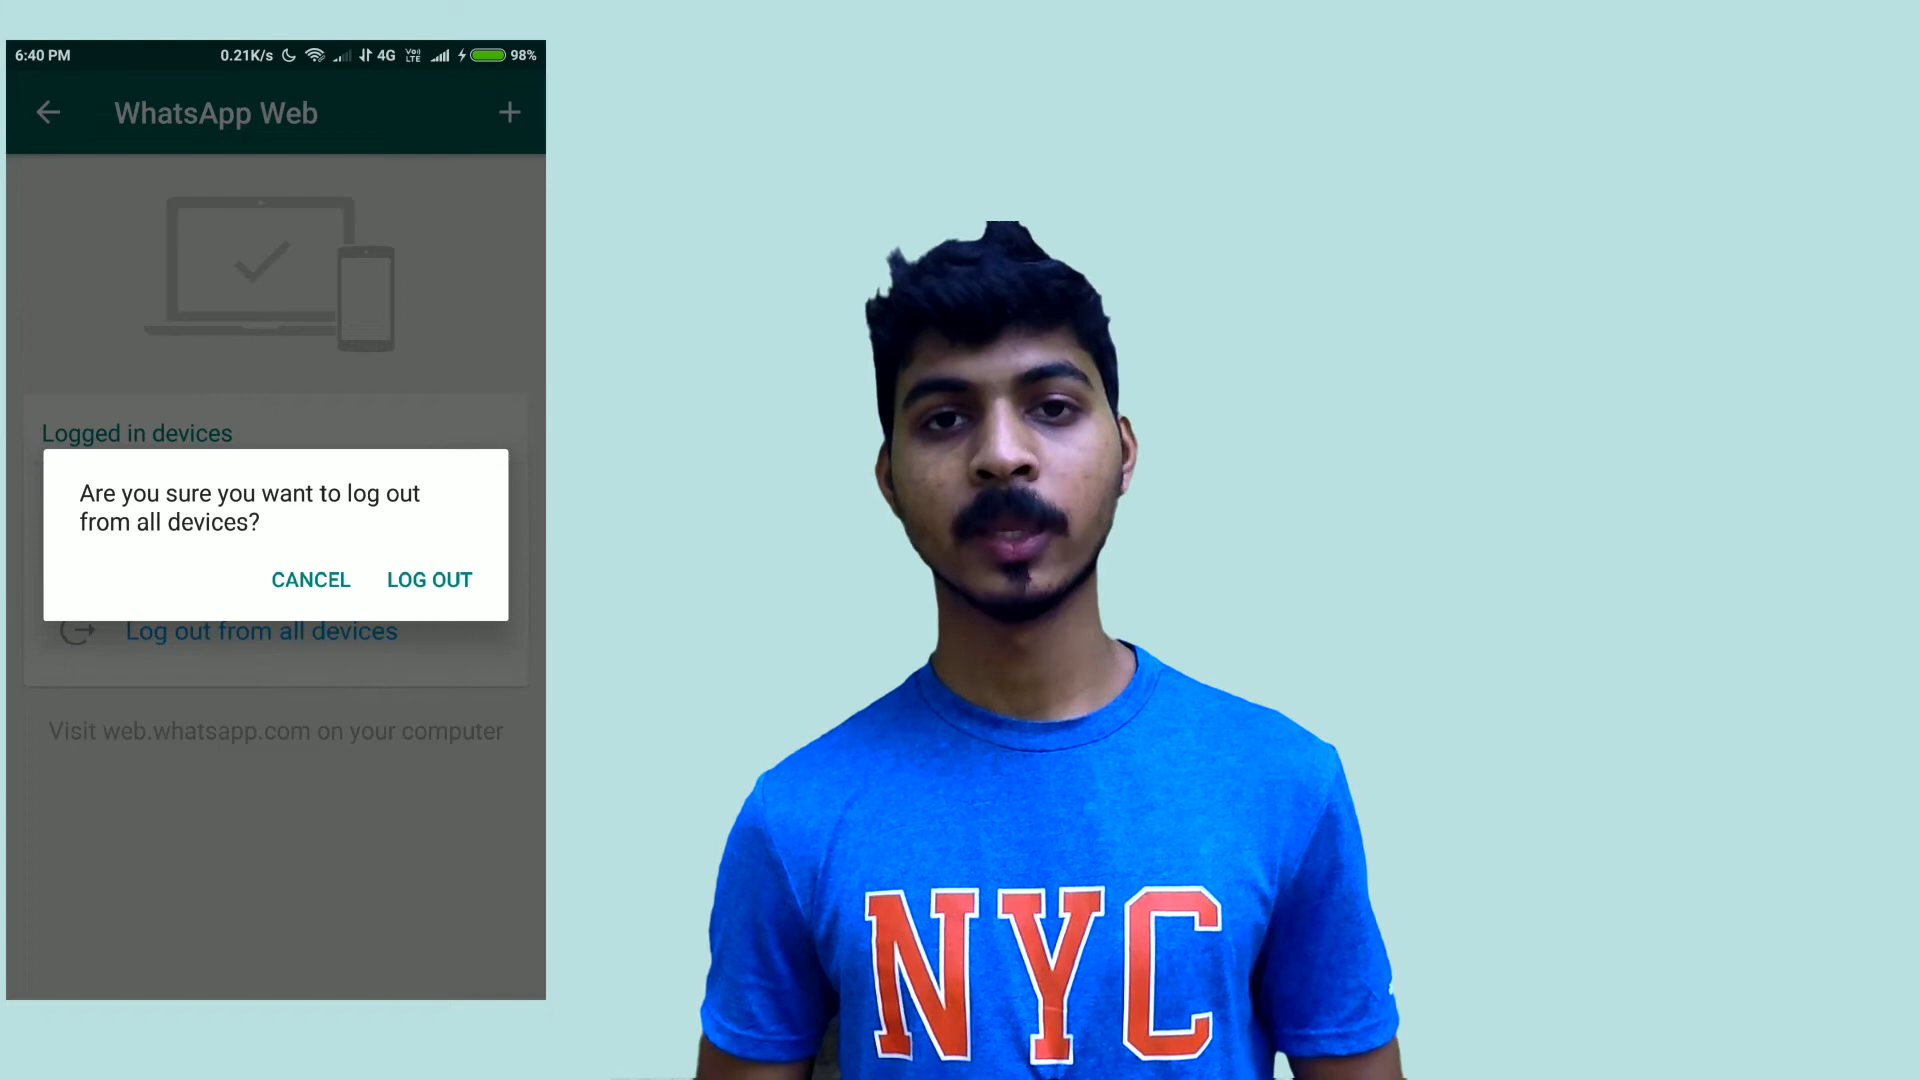 6:40 PM 0.21K/s 4G Vo) LTE 98%
WhatsApp Web
Logged in devices
Are you sure you want to log out
from all devices?
CANCEL LOG OUT
Log out from all devices
Visit web.whatsapp.com on your computer
NYC